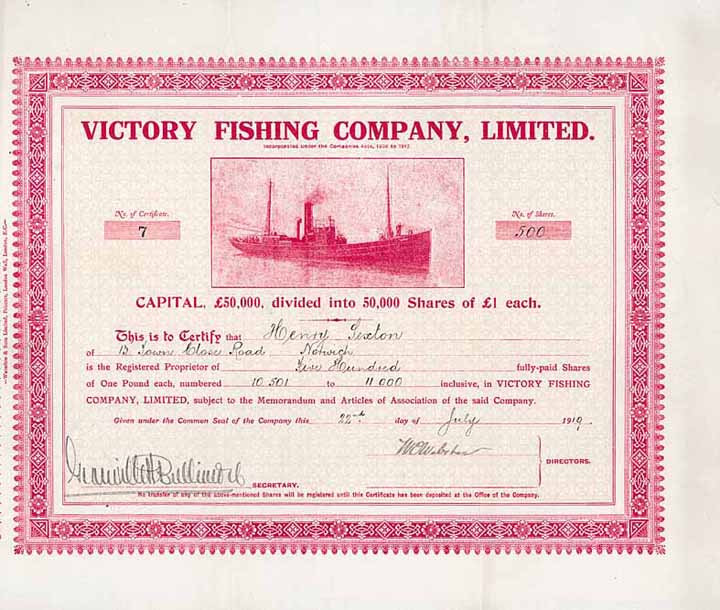 VICTORY FISHING COMPANY, LIMITED.
Incorporated under the Companies Acts, 1908 to 1917.
No. of Certificate.
7
No. of Shares.
500
CAPITAL, £50,000, divided into 50,000 Shares of £1 each.
This is to Certify that Henry Sexton
of 13 Town Close Road Norwich
is the Registered Proprietor of Five Hundred fully-paid Shares
of One Pound each, numbered 10,501 to 11,000 inclusive, in VICTORY FISHING
COMPANY, LIMITED, subject to the Memorandum and Articles of Association of the said Company.
Given under the Common Seal of the Company this 22nd day of July 1919.
DIRECTORS.
SECRETARY.
No transfer of any of the above-mentioned Shares will be registered until this Certificate has been deposited at the Office of the Company.
& Sons Limited, Printers, London Wall, London, E.C.